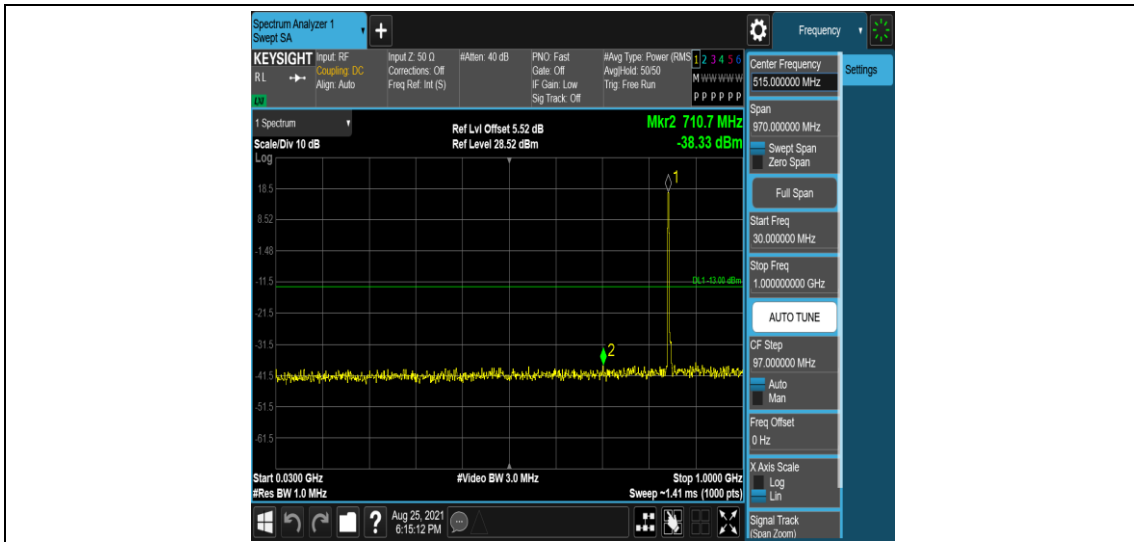 Spectrum Analyzer 1
Swept SA
+
Frequency
KEYSIGHT
RL
LXI
Input: RF
Coupling: DC
Align: Auto
Input Z: 50 Ω
Corrections: Off
Freq Ref: Int (S)
#Atten: 40 dB
PNO: Fast
Gate: Off
IF Gain: Low
Sig Track: Off
#Avg Type: Power (RMS
Avg|Hold: 50/50
Trig: Free Run
1 2 3 4 5 6
M W W W W W
P P P P P P
1 Spectrum
Scale/Div 10 dB
Log
Ref Lvl Offset 5.52 dB
Ref Level 28.52 dBm
Mkr2 710.7 MHz
-38.33 dBm
1
18.5
8.52
-1.48
-11.5
DL1 -13.00 dBm
-21.5
-31.5
2
-41.5
-51.5
-61.5
Start 0.0300 GHz
#Res BW 1.0 MHz
#Video BW 3.0 MHz
Stop 1.0000 GHz
Sweep ~1.41 ms (1000 pts)
?
Aug 25, 2021
6:15:12 PM
Center Frequency
515.000000 MHz
Settings
Span
970.000000 MHz
Swept Span
Zero Span
Full Span
Start Freq
30.000000 MHz
Stop Freq
1.000000000 GHz
AUTO TUNE
CF Step
97.000000 MHz
Auto
Man
Freq Offset
0 Hz
X Axis Scale
Log
Lin
Signal Track
(Span Zoom)